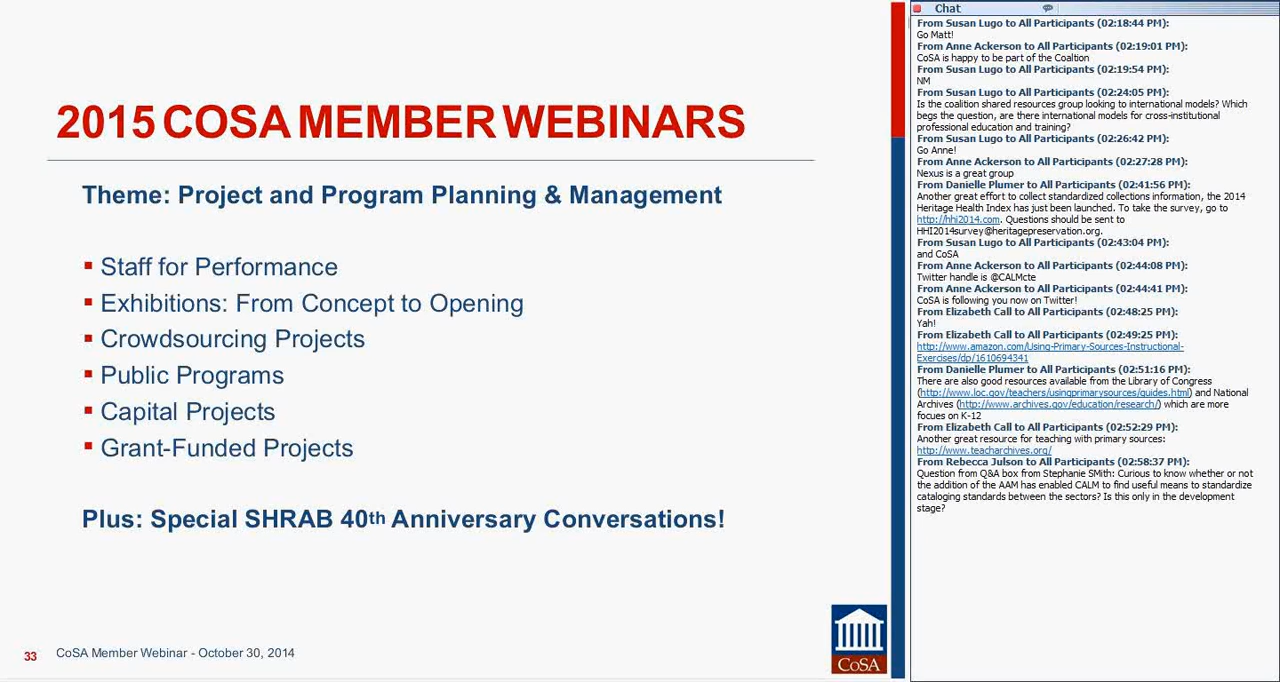 2015 COSA MEMBER WEBINARS
Theme: Project and Program Planning & Management
Staff for Performance
Exhibitions: From Concept to Opening
Crowdsourcing Projects
Public Programs
Capital Projects
Grant-Funded Projects
Plus: Special SHRAB 40th Anniversary Conversations!
33 CoSA Member Webinar - October 30, 2014
CoSA
Chat
From Susan Lugo to All Participants (02:18:44 PM):
Go Matt!
From Anne Ackerson to All Participants (02:19:01 PM):
CoSA is happy to be part of the Coaltion
From Susan Lugo to All Participants (02:19:54 PM):
NM
From Susan Lugo to All Participants (02:24:05 PM):
Is the coalition shared resources group looking to international models? Which
begs the question, are there international models for cross-institutional
professional education and training?
From Susan Lugo to All Participants (02:26:42 PM):
Go Anne!
From Anne Ackerson to All Participants (02:27:28 PM):
Nexus is a great group
From Danielle Plumer to All Participants (02:41:56 PM):
Another great effort to collect standardized collections information, the 2014
Heritage Health Index has just been launched. To take the survey, go to
http://hhi2014.com. Questions should be sent to
HHI2014survey@heritagepreservation.org.
From Susan Lugo to All Participants (02:43:04 PM):
and CoSA
From Anne Ackerson to All Participants (02:44:08 PM):
Twitter handle is @CALMcte
From Anne Ackerson to All Participants (02:44:41 PM):
CoSA is following you now on Twitter!
From Elizabeth Call to All Participants (02:48:25 PM):
Yah!
From Elizabeth Call to All Participants (02:49:25 PM):
http://www.amazon.com/Using-Primary-Sources-Instructional-
Exercises/dp/1610694341
From Danielle Plumer to All Participants (02:51:16 PM):
There are also good resources available from the Library of Congress
(http://www.loc.gov/teachers/usingprimarysources/guides.html) and National
Archives (http://www.archives.gov/education/research/) which are more
focues on K-12
From Elizabeth Call to All Participants (02:52:29 PM):
Another great resource for teaching with primary sources:
http://www.teacharchives.org/
From Rebecca Julson to All Participants (02:58:37 PM):
Question from Q&A box from Stephanie SMith: Curious to know whether or not
the addition of the AAM has enabled CALM to find useful means to standardize
cataloging standards between the sectors? Is this only in the development
stage?